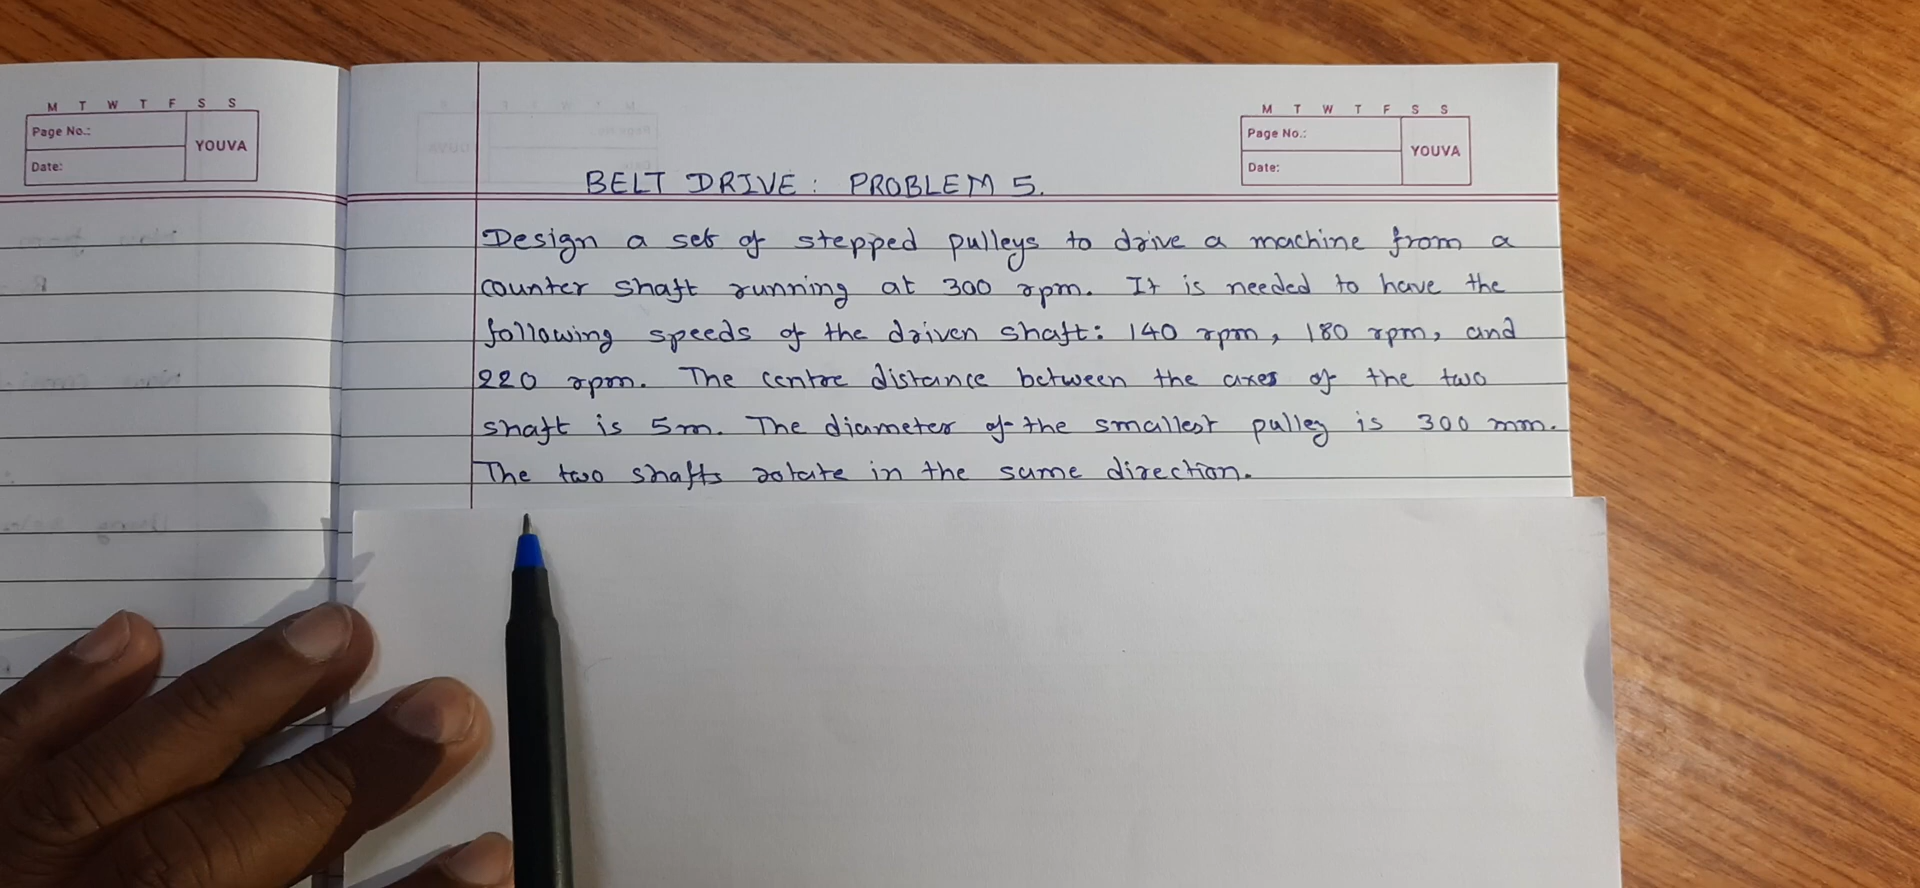 M T W T F S S
Page No.:
YOUVA
Date:
M T W T F S S
Page No.:
YOUVA
Date:
BELT DRIVE: PROBLEM 5.
Design a set of stepped pulleys to drive a machine from a
counter shaft running at 300 rpm. It is needed to have the
following speeds of the driven shaft: 140 rpm, 180 rpm, and
220 rpm. The centre distance between the axes of the two
shaft is 5m. The diameter of the smallest pulley is 300 mm.
The two shafts rotate in the same direction.